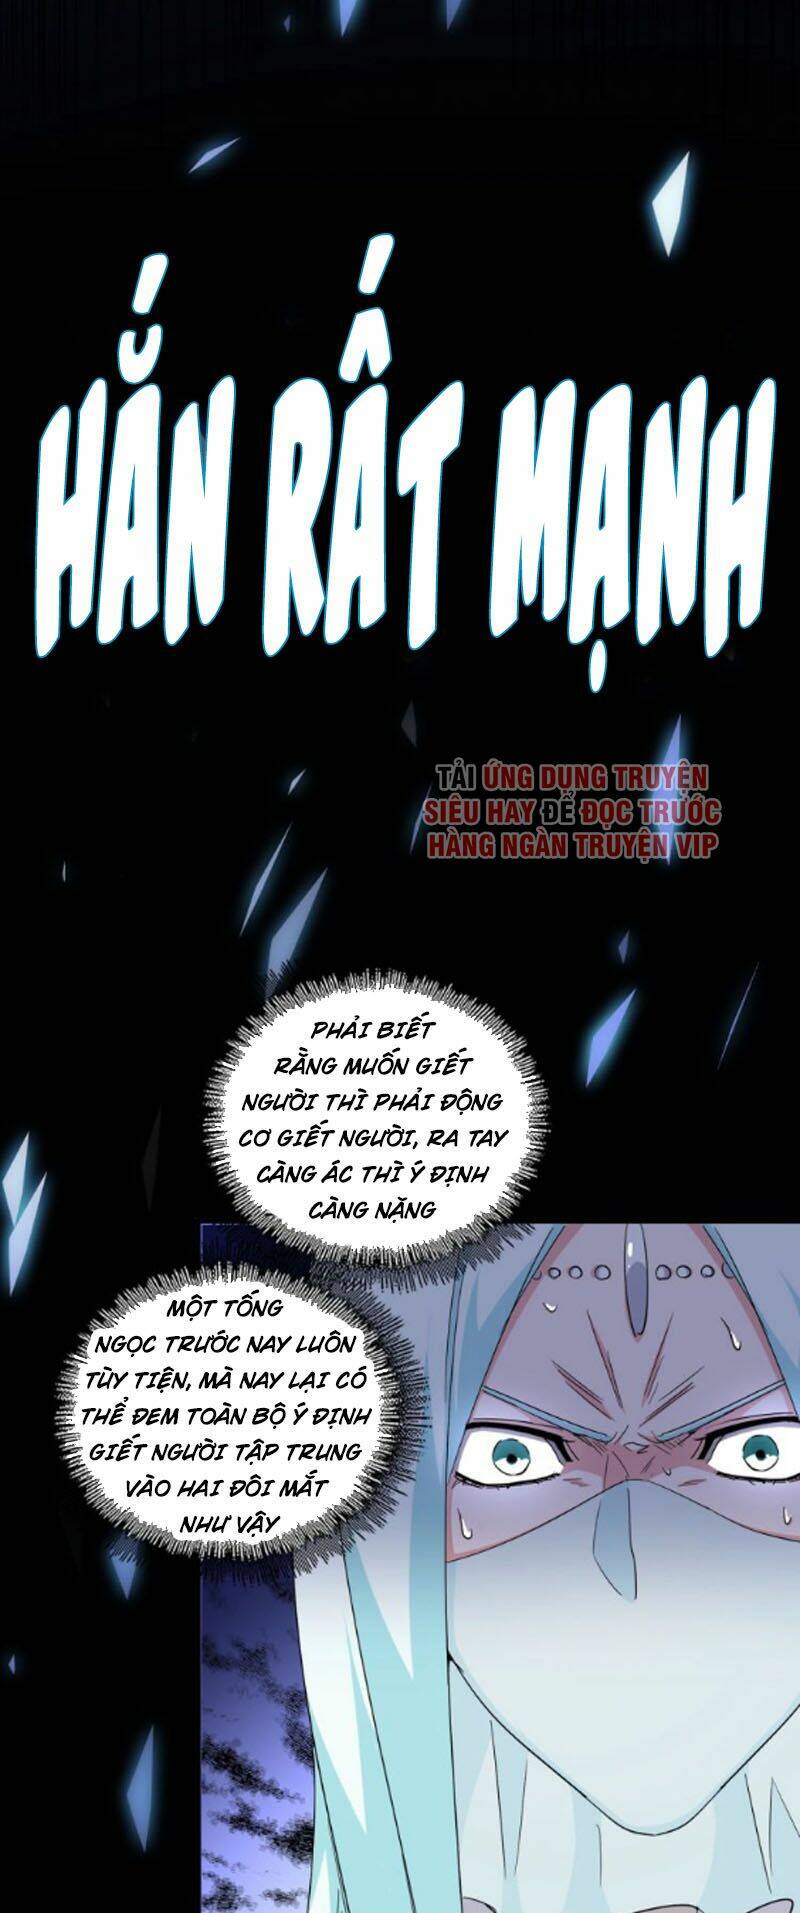 HẮN RẤT MẠNH
TẢI ỨNG DỤNG TRUYỆN
SIÊU HAY ĐỂ ĐỌC TRƯỚC
HÀNG NGÀN TRUYỆN VIP
PHẢI BIẾT
RẰNG MUỐN GIẾT
NGƯỜI THÌ PHẢI ĐỘNG
CƠ GIẾT NGƯỜI, RA TAY
CÀNG ÁC THÌ Ý ĐỊNH
CÀNG NẶNG
MỘT TỐNG
NGỌC TRƯỚC NAY LUÔN
TÙY TIỆN, MÀ NAY LẠI CÓ
THỂ ĐEM TOÀN BỘ Ý ĐỊNH
GIẾT NGƯỜI TẬP TRUNG
VÀO HAI ĐÔI MẮT
NHƯ VẬY